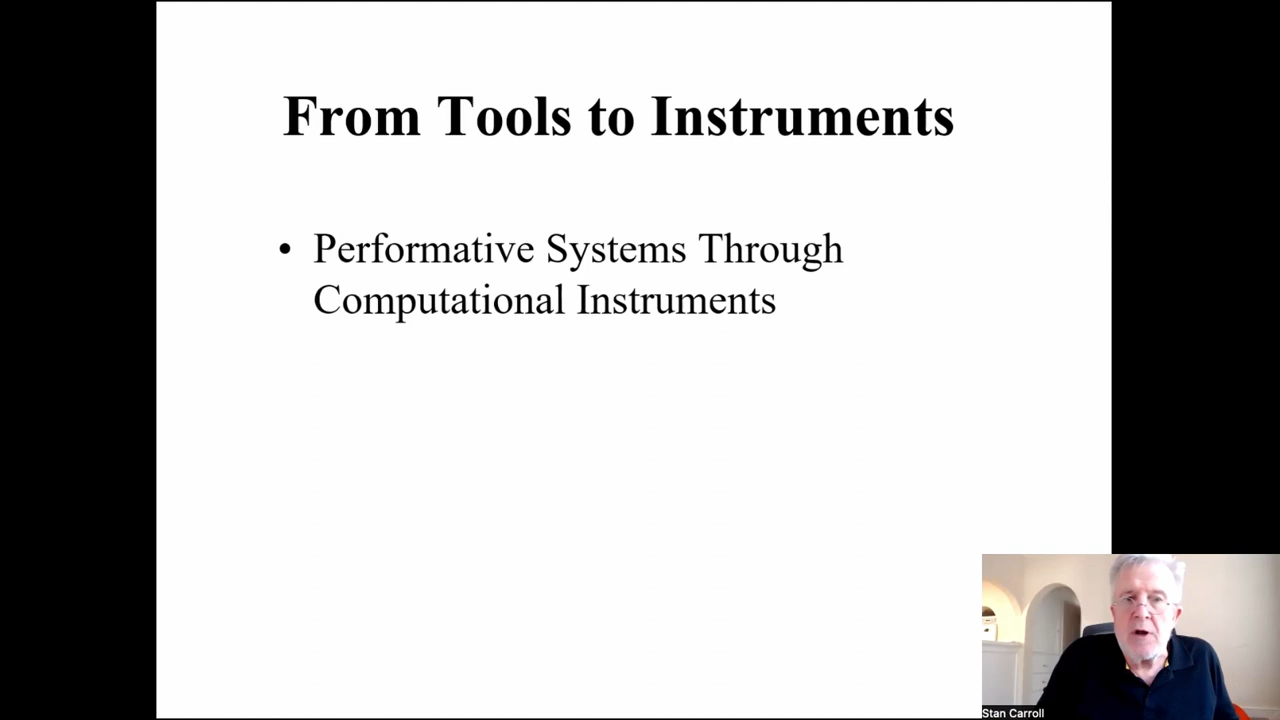 From Tools to Instruments
• Performative Systems Through
Computational Instruments
Stan Carroll